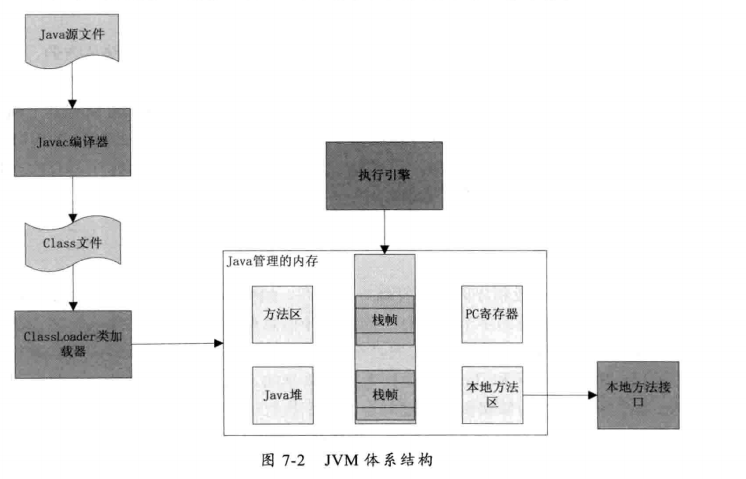 Java源文件
Javac编译器
Class文件
ClassLoader类加
载器
执行引擎
Java管理的内存
方法区
栈帧
PC寄存器
Java堆
栈帧
本地方法
区
本地方法接
口
图 7-2 JVM 体系结构